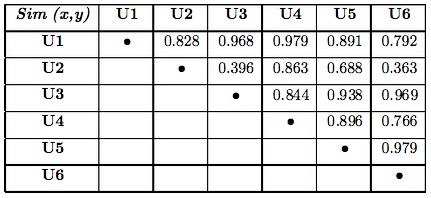 Sim (x,y) U1 U2 U3 U4 U5 U6
U1 • 0.828 0.968 0.979 0.891 0.792
U2 • 0.396 0.863 0.688 0.363
U3 • 0.844 0.938 0.969
U4 • 0.896 0.766
U5 • 0.979
U6 •